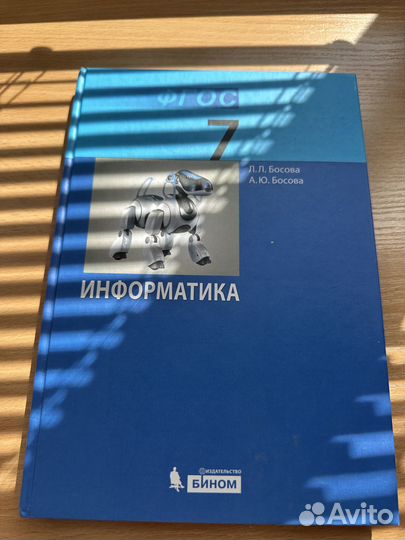 ФГОС
7
Л.Л. Босова
А.Ю. Босова
ИНФОРМАТИКА
ИЗДАТЕЛЬСТВО
БИНОМ
Avito